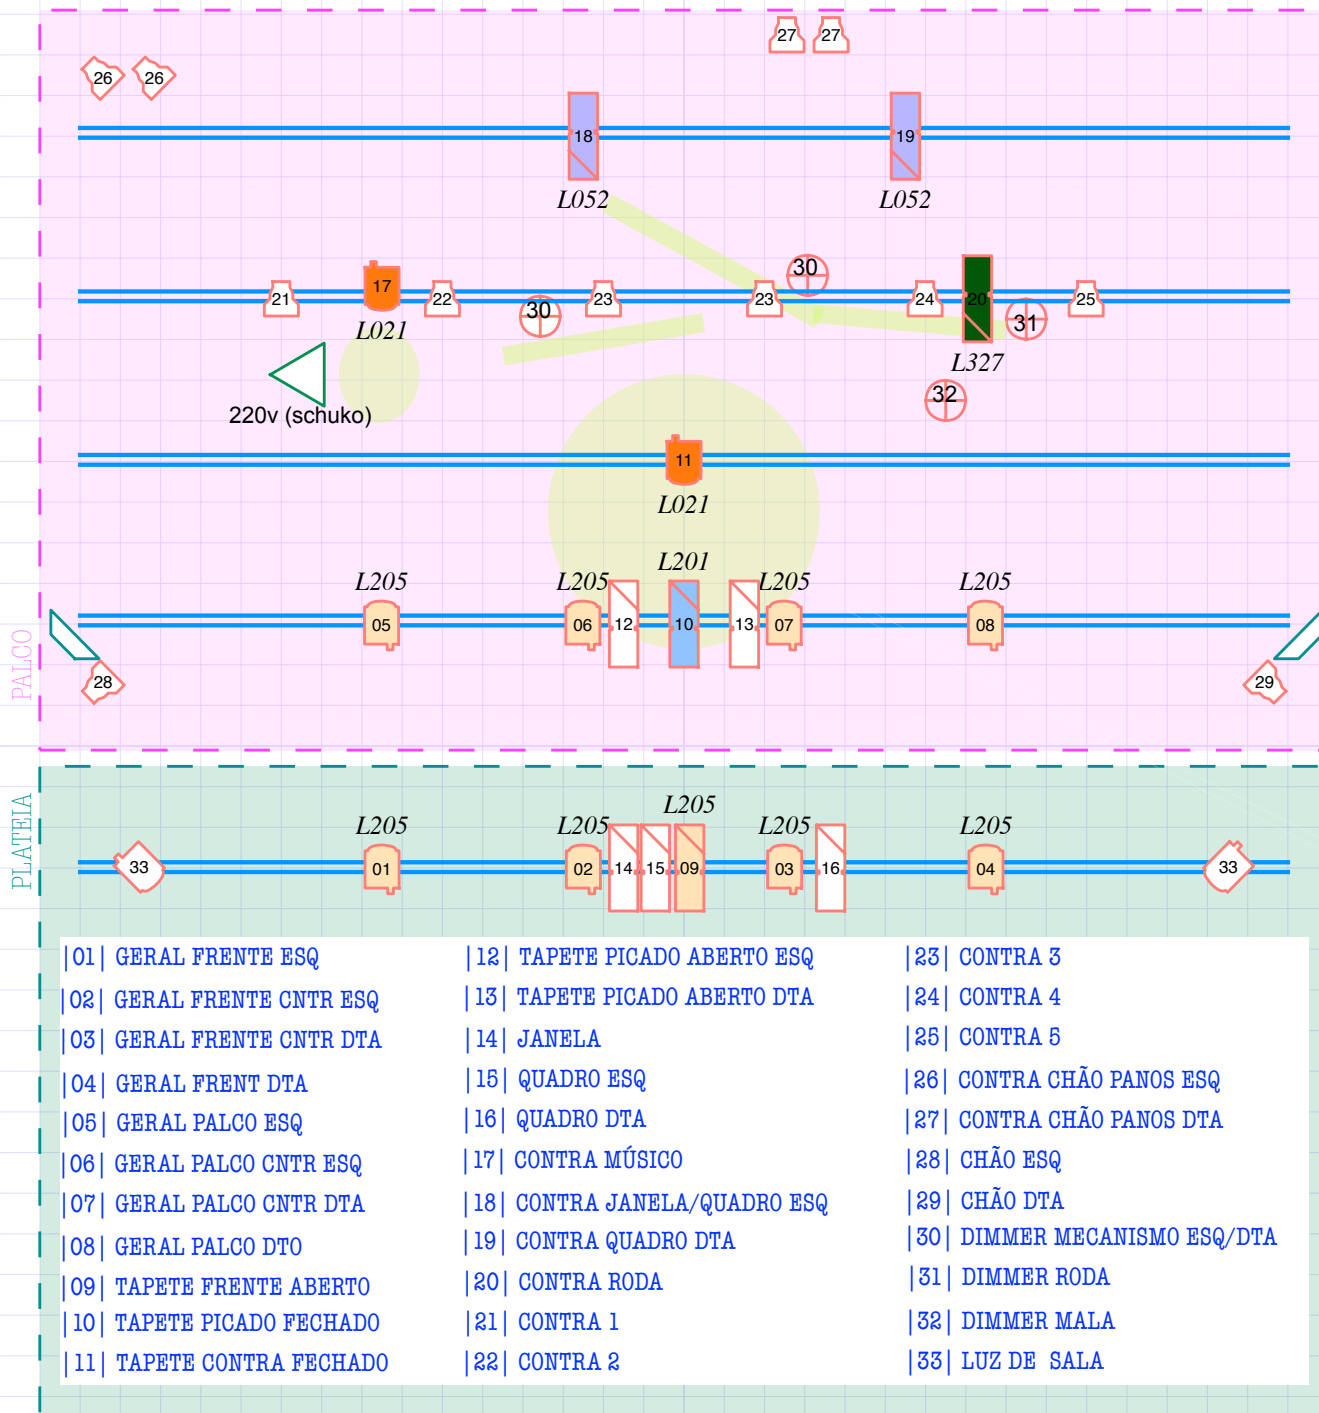 27 27
26 26
18 19
L052 L052
30
17
21 22 23 23 24 20 25
30 31
L021
L327
32
220v (schuko)
11
L021
L201
L205 L205 L205 L205
05 06 12 10 13 07 08
PALCO
28 29
PLATEIA
L205
L205 L205 L205 L205
33 01 02 14 15 09 03 16 04 33
|01| GERAL FRENTE ESQ
|02| GERAL FRENTE CNTR ESQ
|03| GERAL FRENTE CNTR DTA
|04| GERAL FRENT DTA
|05| GERAL PALCO ESQ
|06| GERAL PALCO CNTR ESQ
|07| GERAL PALCO CNTR DTA
|08| GERAL PALCO DTO
|09| TAPETE FRENTE ABERTO
|10| TAPETE PICADO FECHADO
|11| TAPETE CONTRA FECHADO
|12| TAPETE PICADO ABERTO ESQ
|13| TAPETE PICADO ABERTO DTA
|14| JANELA
|15| QUADRO ESQ
|16| QUADRO DTA
|17| CONTRA MÚSICO
|18| CONTRA JANELA/QUADRO ESQ
|19| CONTRA QUADRO DTA
|20| CONTRA RODA
|21| CONTRA 1
|22| CONTRA 2
|23| CONTRA 3
|24| CONTRA 4
|25| CONTRA 5
|26| CONTRA CHÃO PANOS ESQ
|27| CONTRA CHÃO PANOS DTA
|28| CHÃO ESQ
|29| CHÃO DTA
|30| DIMMER MECANISMO ESQ/DTA
|31| DIMMER RODA
|32| DIMMER MALA
|33| LUZ DE SALA